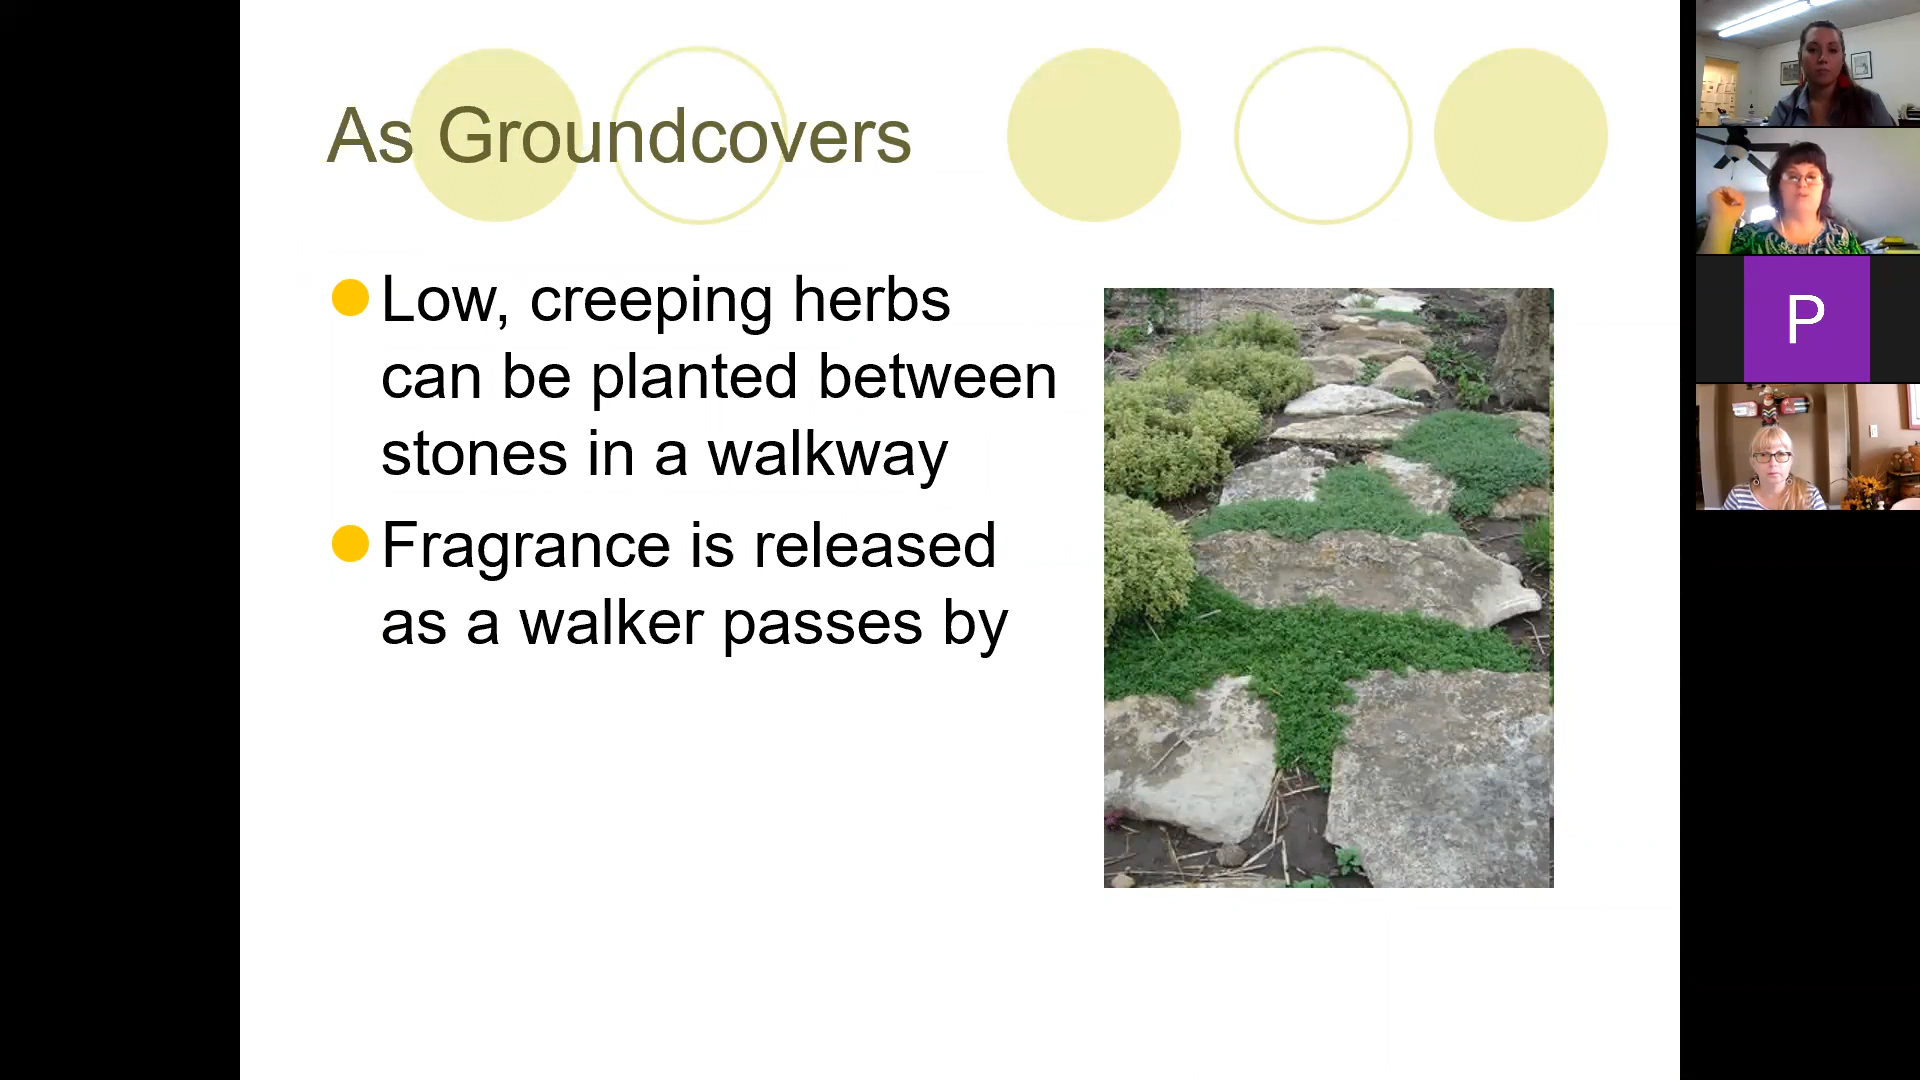 As Groundcovers
Low, creeping herbs
can be planted between
stones in a walkway
Fragrance is released
as a walker passes by
P